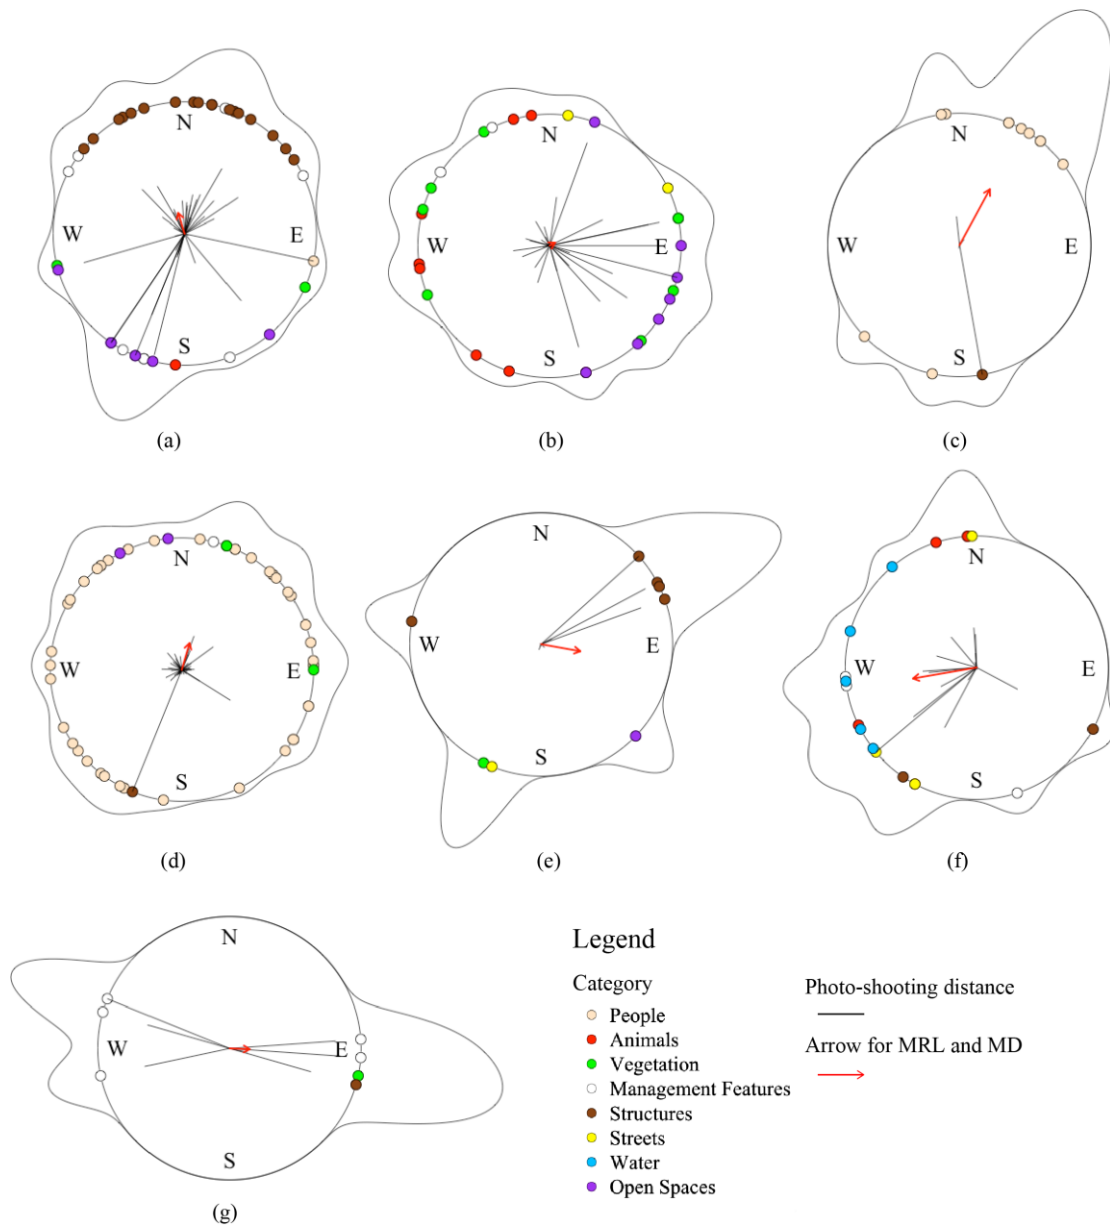 N
W
E
S
(a)
N
W
E
S
(b)
N
W
E
S
(c)
N
W
E
S
(d)
N
W
E
S
(e)
N
W
E
S
(f)
N
W
E
S
(g)
Legend
Category
People
Animals
Vegetation
Management Features
Structures
Streets
Water
Open Spaces
Photo-shooting distance
Arrow for MRL and MD